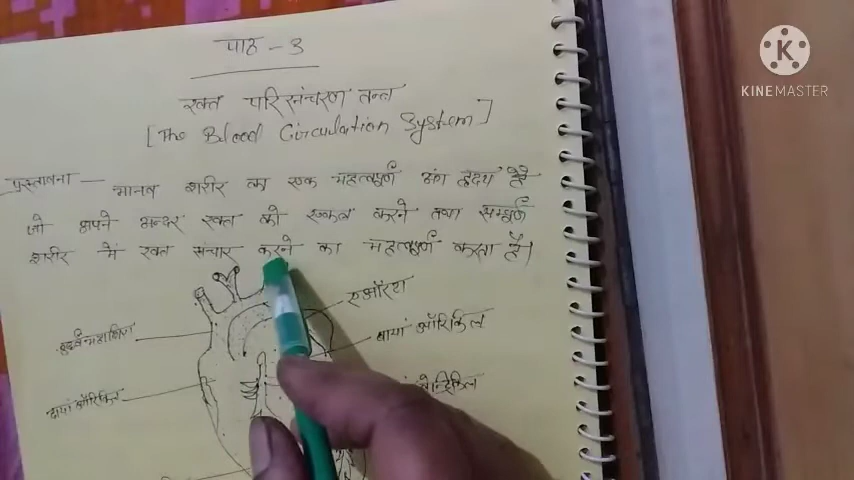 पाठ - 3
रक्त परिसंचरण तन्त्र
[The Blood Circulation System]
प्रस्तावना - मानव शरीर का एक महत्वपूर्ण अंग हृदय है
जो अपने अन्दर रक्त को एकत्र करने तथा सम्पूर्ण
शरीर में रक्त संचार करने का महत्वपूर्ण करता है।
एऑरटा
बायां ऑरिकिल
दायां ऑरिकिल
K
KINEMASTER